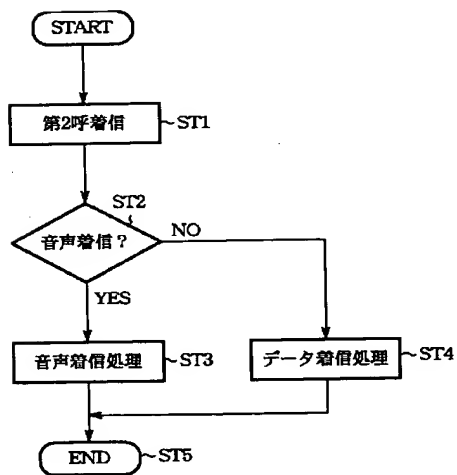 START
第2呼着信 ~ST1
ST2
音声着信？ NO
YES
音声着信処理 ~ST3
データ着信処理 ~ST4
END ~ST5